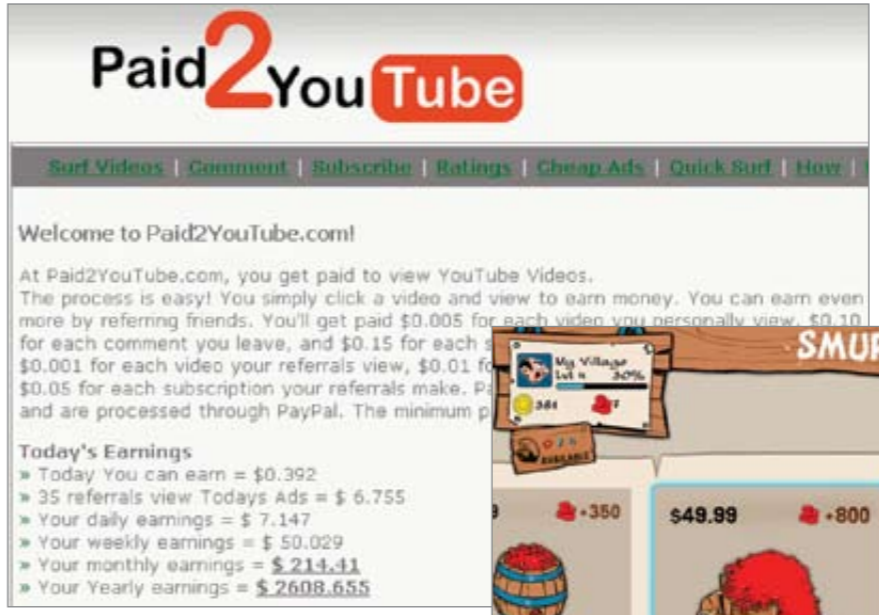 Paid2YouTube
Surf Videos | Comment | Subscribe | Ratings | Cheap Ads | Quick Surf | How |
Welcome to Paid2YouTube.com!
At Paid2YouTube.com, you get paid to view YouTube Videos.
The process is easy! You simply click a video and view to earn money. You can earn even
more by referring friends. You'll get paid $0.005 for each video you personally view, $0.10
for each comment you leave, and $0.15 for each s
$0.001 for each video your referrals view, $0.01 fo
$0.05 for each subscription your referrals make. Pa
and are processed through PayPal. The minimum p
Today's Earnings
» Today You can earn = $0.392
» 35 referrals view Todays Ads = $ 6.755
» Your daily earnings = $ 7.147
» Your weekly earnings = $ 50.029
» Your monthly earnings = $ 214.41
» Your Yearly earnings = $ 2608.655
SMUR
My Village
Lvl 4 30%
381
AVAILABLE
+350
$49.99 +800